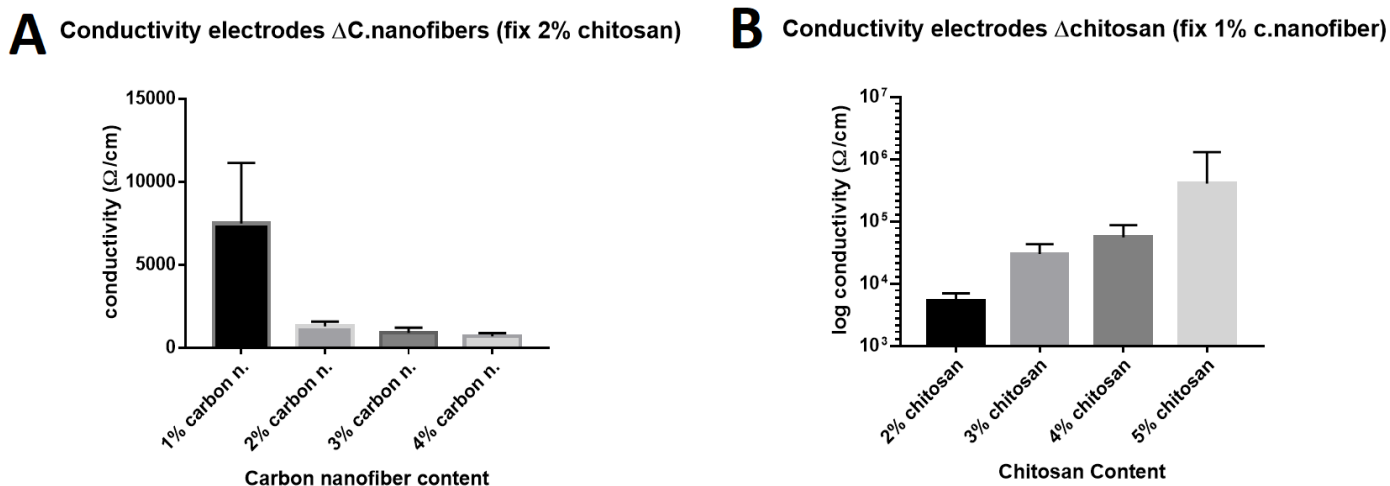 A
Conductivity electrodes ΔC.nanofibers (fix 2% chitosan)
conductivity (Ω/cm)
15000
10000
5000
0
1% carbon n.
2% carbon n.
3% carbon n.
4% carbon n.
Carbon nanofiber content
B
Conductivity electrodes Δchitosan (fix 1% c.nanofiber)
log conductivity (Ω/cm)
10⁷
10⁶
10⁵
10⁴
10³
2% chitosan
3% chitosan
4% chitosan
5% chitosan
Chitosan Content